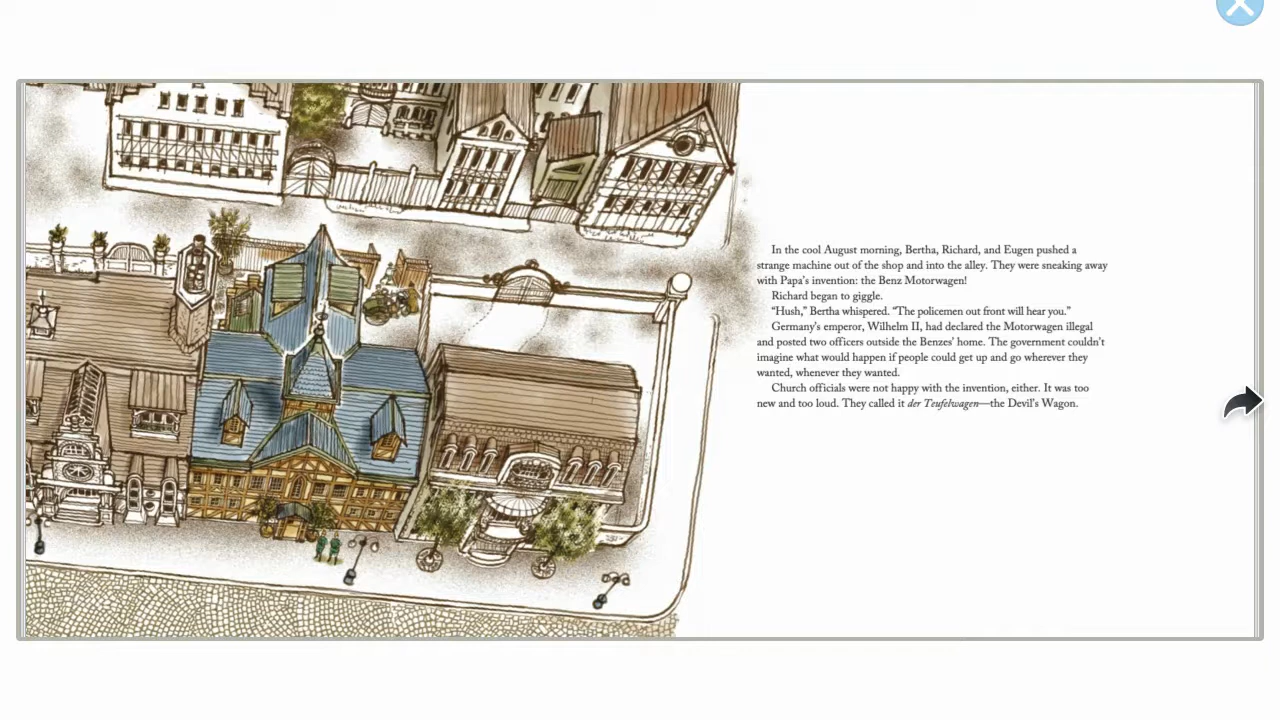 In the cool August morning, Bertha, Richard, and Eugen pushed a
strange machine out of the shop and into the alley. They were sneaking away
with Papa's invention: the Benz Motorwagen!
Richard began to giggle.
“Hush,” Bertha whispered. “The policemen out front will hear you.”
Germany's emperor, Wilhelm II, had declared the Motorwagen illegal
and posted two officers outside the Benzes' home. The government couldn't
imagine what would happen if people could get up and go wherever they
wanted, whenever they wanted.
Church officials were not happy with the invention, either. It was too
new and too loud. They called it der Teufelwagen—the Devil's Wagon.